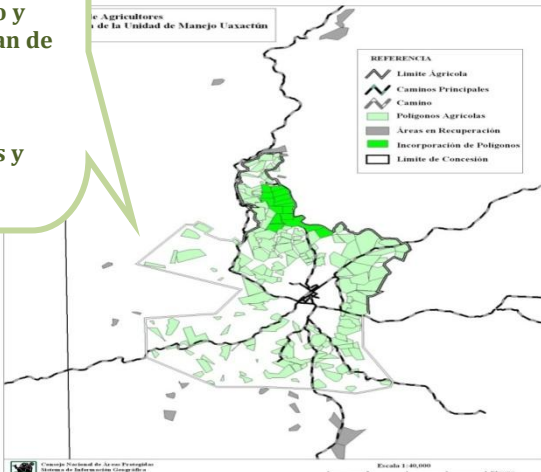 o y
an de
s y
e Agricultores
a de la Unidad de Manejo Uaxactún
REFERENCIA
Límite Àgrícola
Caminos Principales
Camino
Polígonos Agrícolas
Áreas en Recuperación
Incorporación de Polígonos
Límite de Concesión
Consejo Nacional de Áreas Protegidas
Sistema de Información Geográfica
Escala 1:40,000